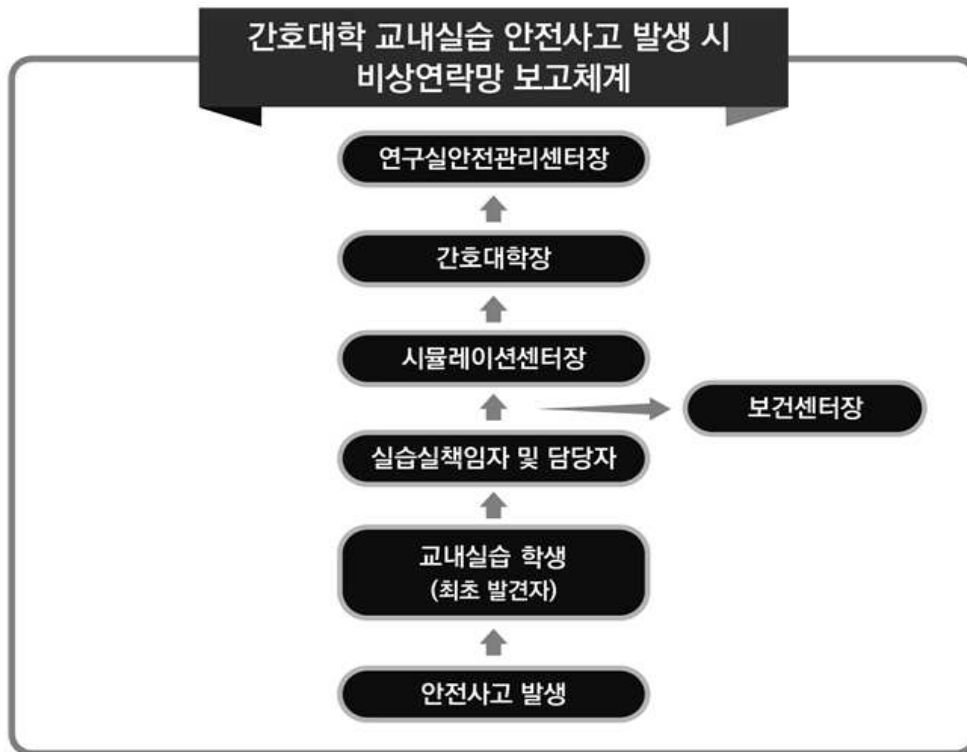 간호대학 교내실습 안전사고 발생 시
비상연락망 보고체계
연구실안전관리센터장
간호대학장
시뮬레이션센터장
보건센터장
실습실책임자 및 담당자
교내실습 학생
(최초 발견자)
안전사고 발생